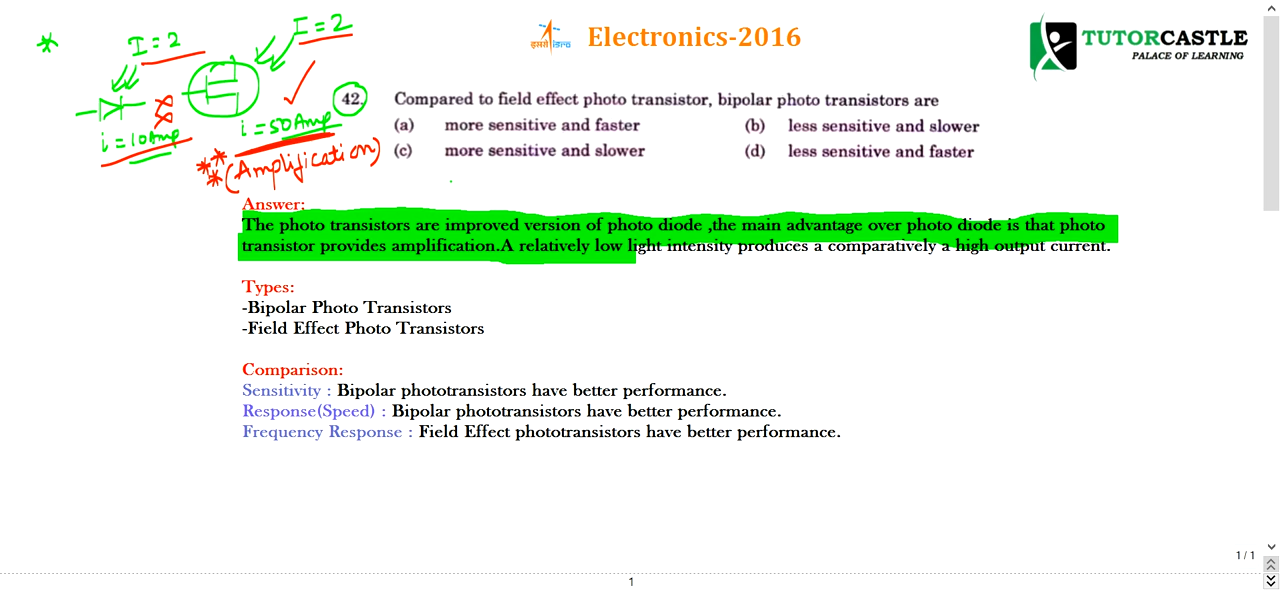 I = 2
I = 2
इसरो isro
Electronics-2016
TUTORCASTLE
PALACE OF LEARNING
i = 10 Amp
i = 50 Amp
(Amplification)
42. Compared to field effect photo transistor, bipolar photo transistors are
(a) more sensitive and faster (b) less sensitive and slower
(c) more sensitive and slower (d) less sensitive and faster
Answer:
The photo transistors are improved version of photo diode ,the main advantage over photo diode is that photo
transistor provides amplification.A relatively low light intensity produces a comparatively a high output current.
Types:
-Bipolar Photo Transistors
-Field Effect Photo Transistors
Comparison:
Sensitivity : Bipolar phototransistors have better performance.
Response(Speed) : Bipolar phototransistors have better performance.
Frequency Response : Field Effect phototransistors have better performance.
1 / 1
1